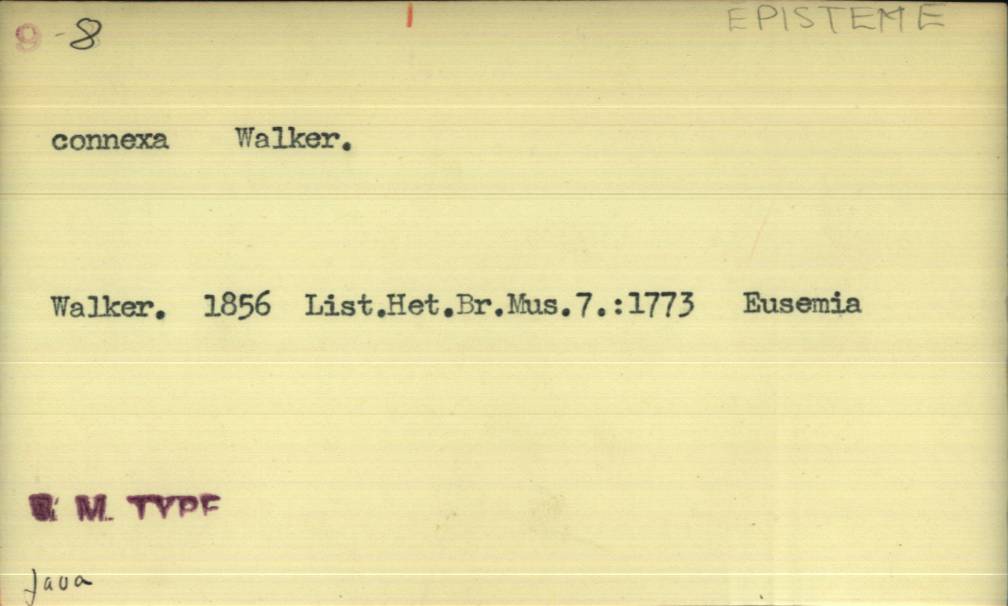 9-8 EPISTEME
connexa Walker.
Walker. 1856 List.Het.Br.Mus.7.:1773 Eusemia
M. TYPE
Java